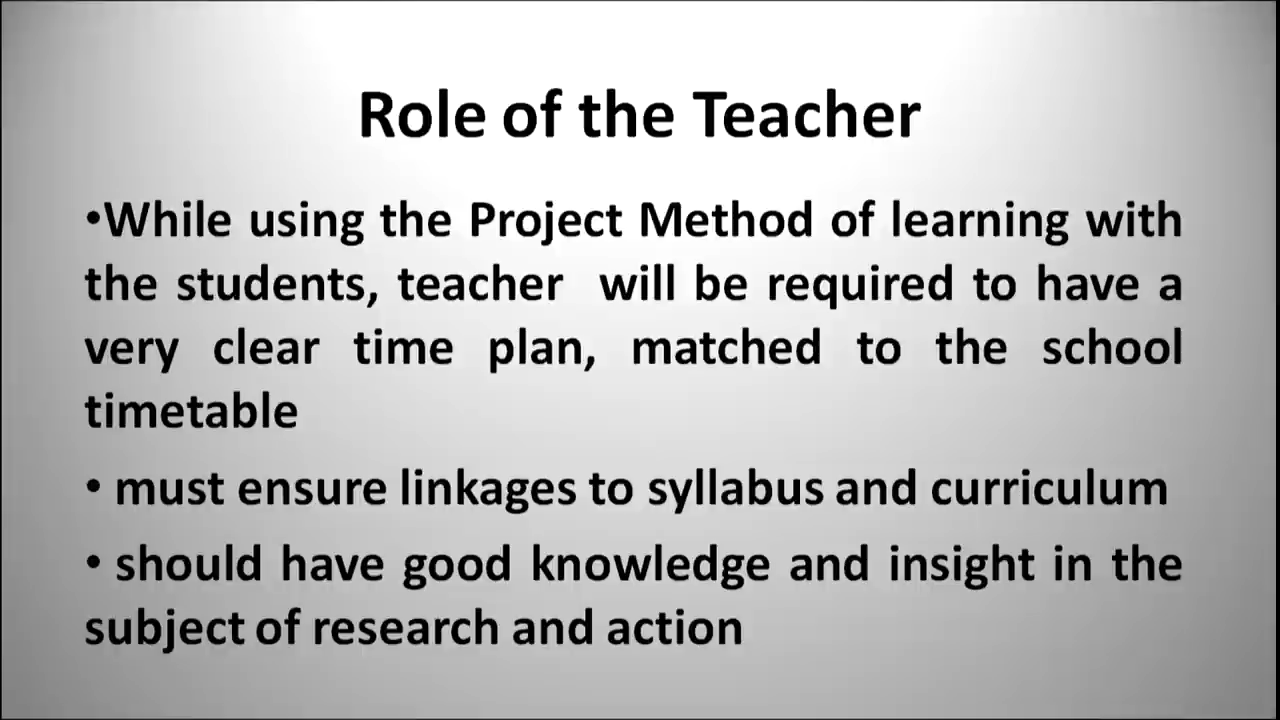 Role of the Teacher
•While using the Project Method of learning with
the students, teacher will be required to have a
very clear time plan, matched to the school
timetable
• must ensure linkages to syllabus and curriculum
• should have good knowledge and insight in the
subject of research and action